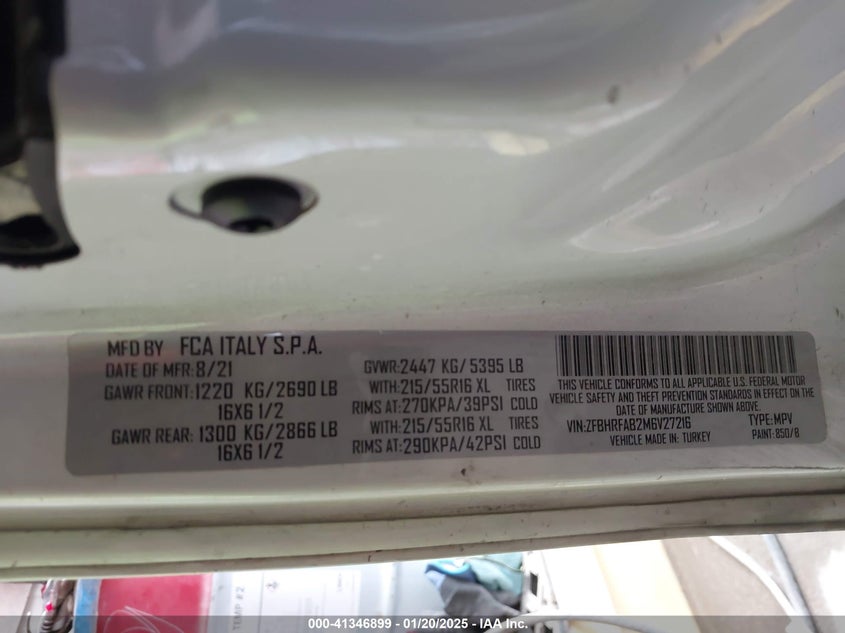 MFD BY FCA ITALY S.P.A.
DATE OF MFR: 8/21
GAWR FRONT: 1220 KG/2690 LB
16X6 1/2
GAWR REAR: 1300 KG/2866 LB
16X6 1/2
GVWR: 2447 KG/ 5395 LB
WITH: 215/55R16 XL TIRES
RIMS AT: 270KPA/39PSI COLD
WITH: 215/55R16 XL TIRES
RIMS AT: 290KPA/42PSI COLD
THIS VEHICLE CONFORMS TO ALL APPLICABLE U.S. FEDERAL MOTOR
VEHICLE SAFETY AND THEFT PREVENTION STANDARDS IN EFFECT ON THE
DATE OF MANUFACTURE SHOWN ABOVE.
VIN: ZFBHRFAB2M6V27216 TYPE: MPV
VEHICLE MADE IN: TURKEY PAINT: 850/8
TEMP #2
000-41346899 - 01/20/2025 - IAA Inc.